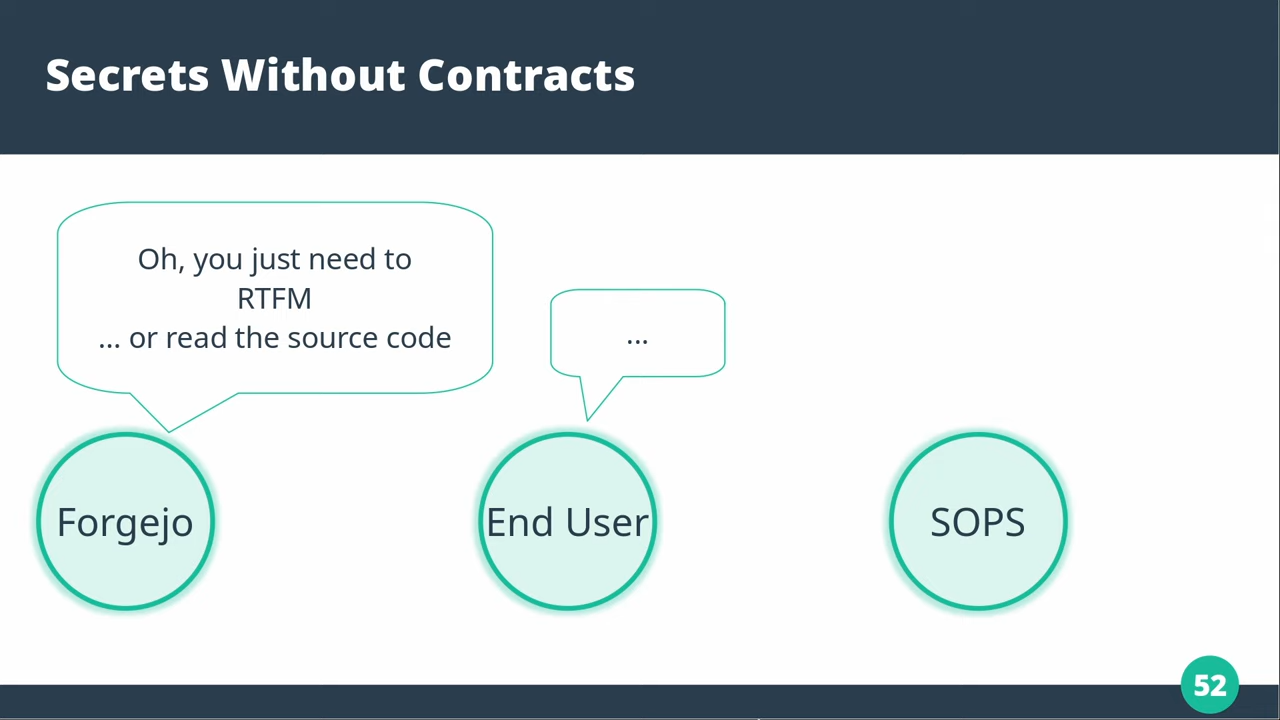 Secrets Without Contracts
Oh, you just need to
RTFM
... or read the source code
...
Forgejo
End User
SOPS
52